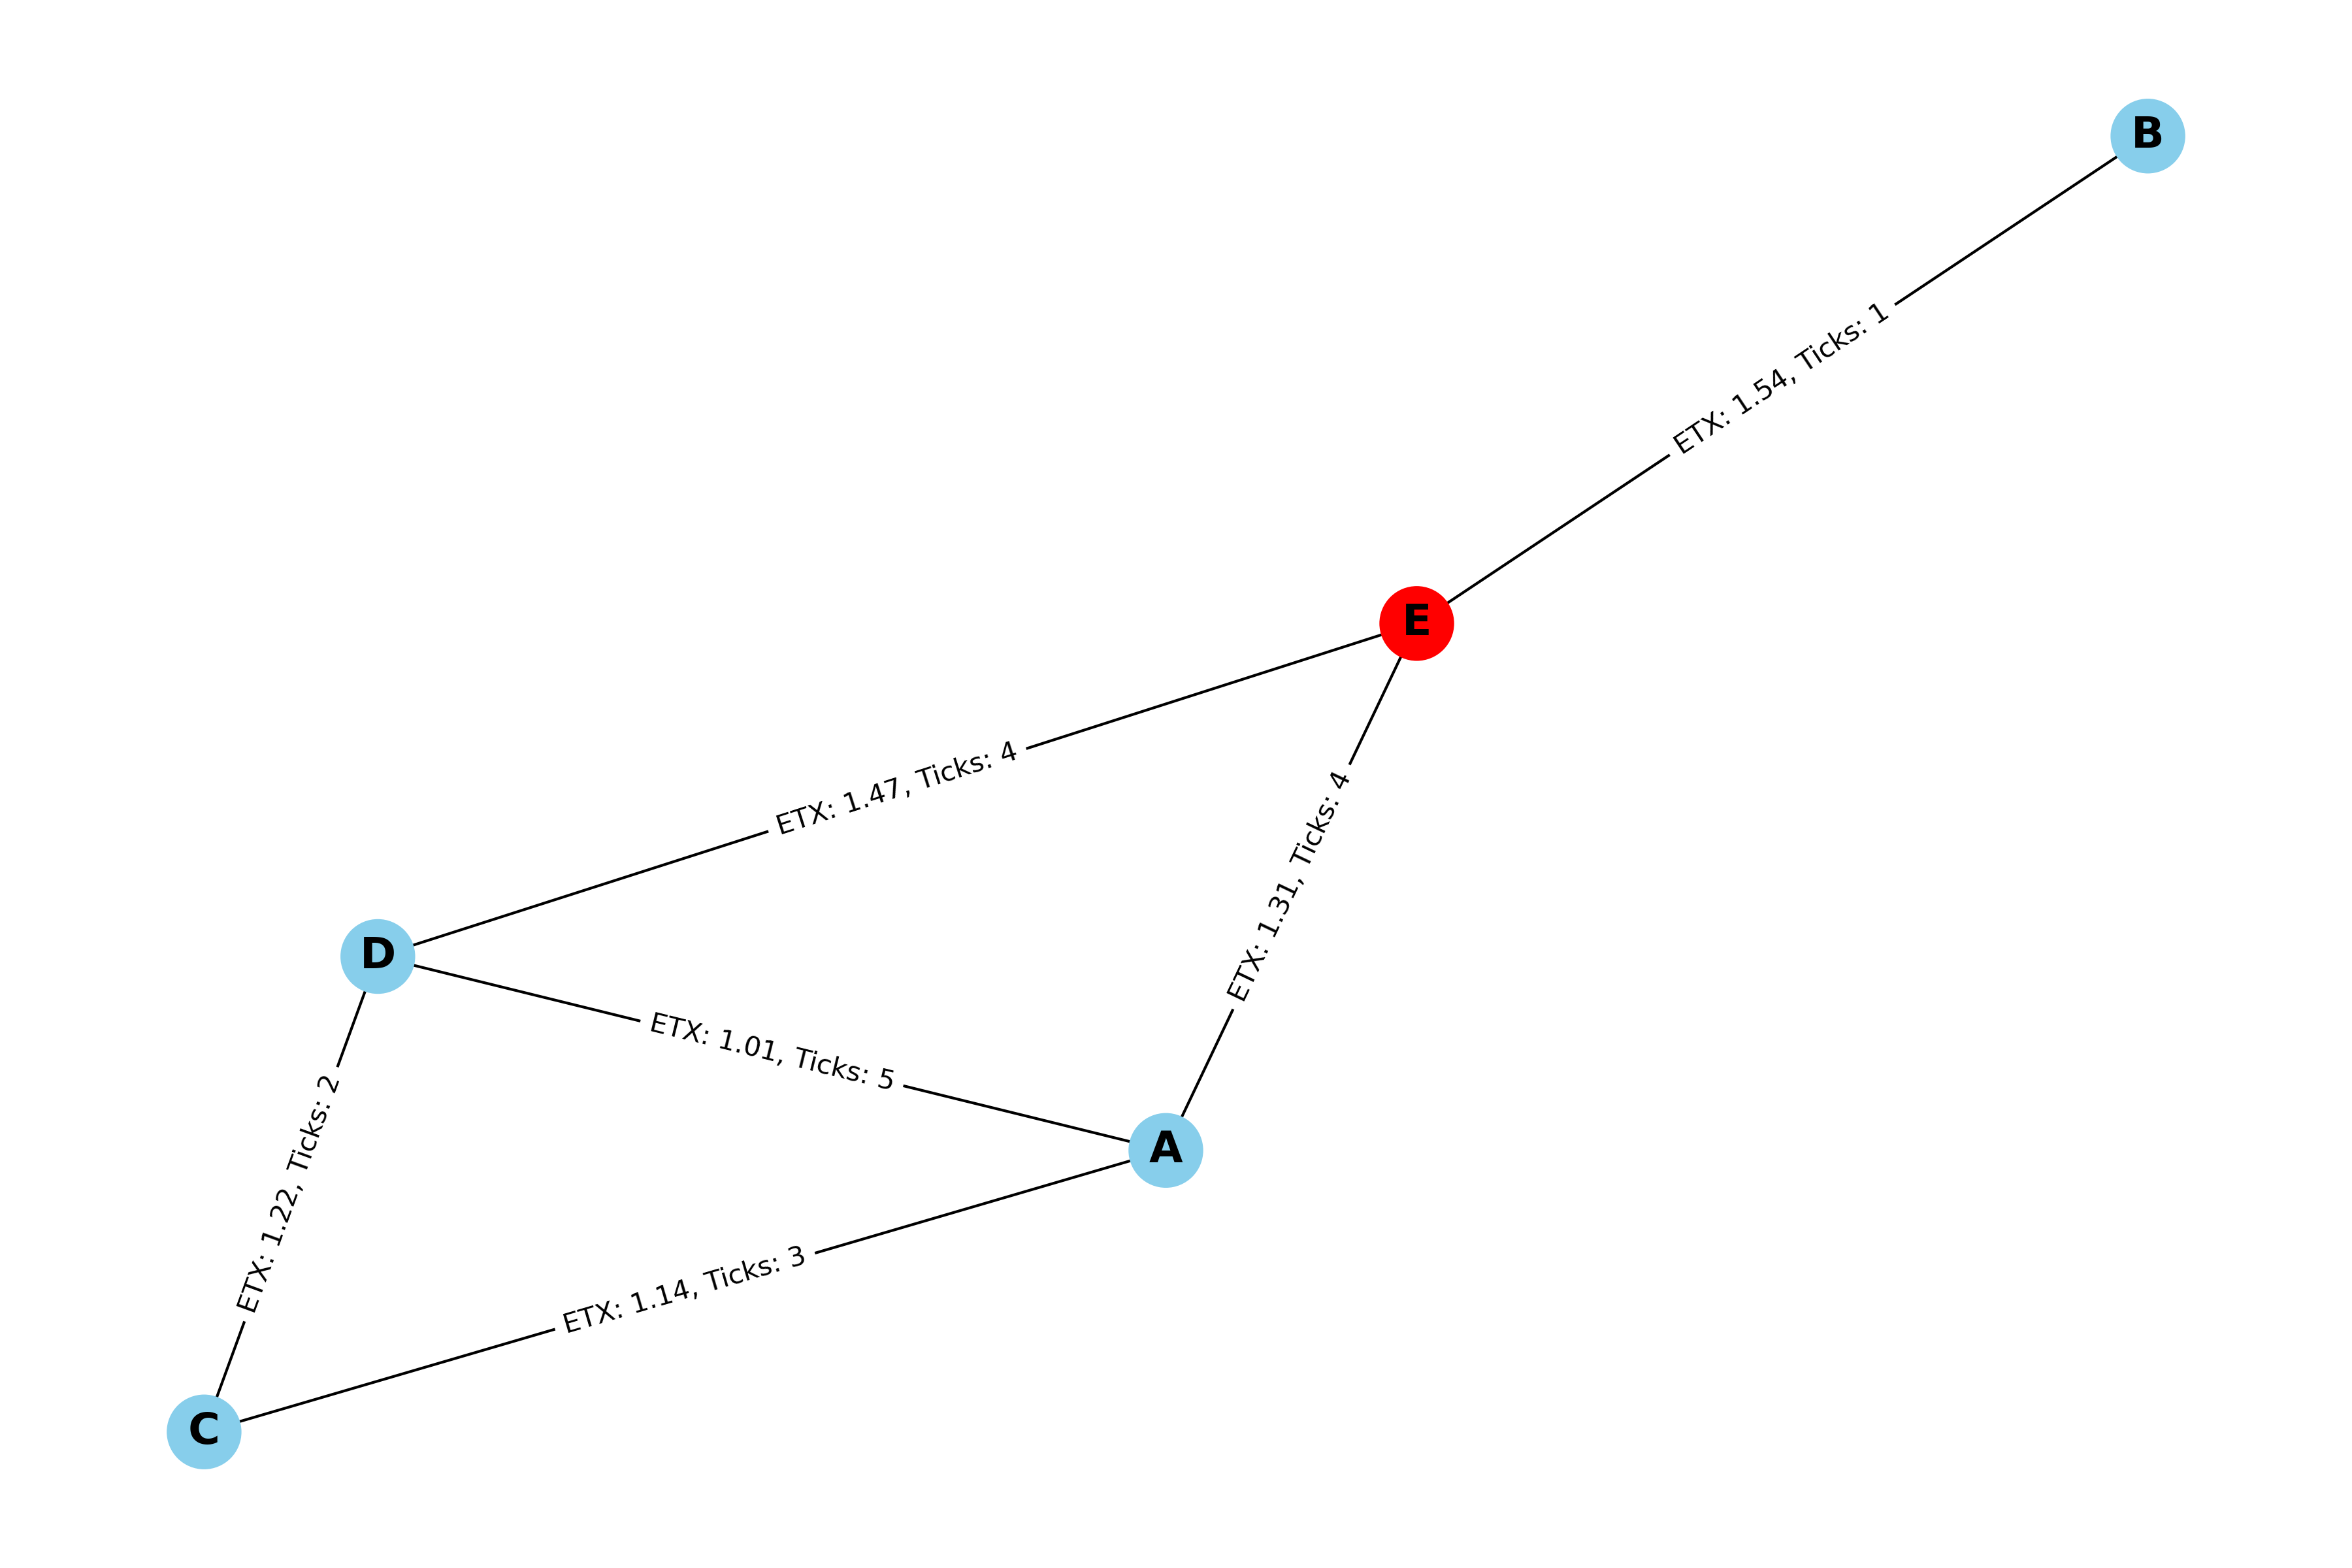 B
ETX: 1.54, Ticks: 1
E
ETX: 1.47, Ticks: 4
ETX: 1.31, Ticks: 4
D
ETX: 1.01, Ticks: 5
A
ETX: 1.22, Ticks: 2
ETX: 1.14, Ticks: 3
C